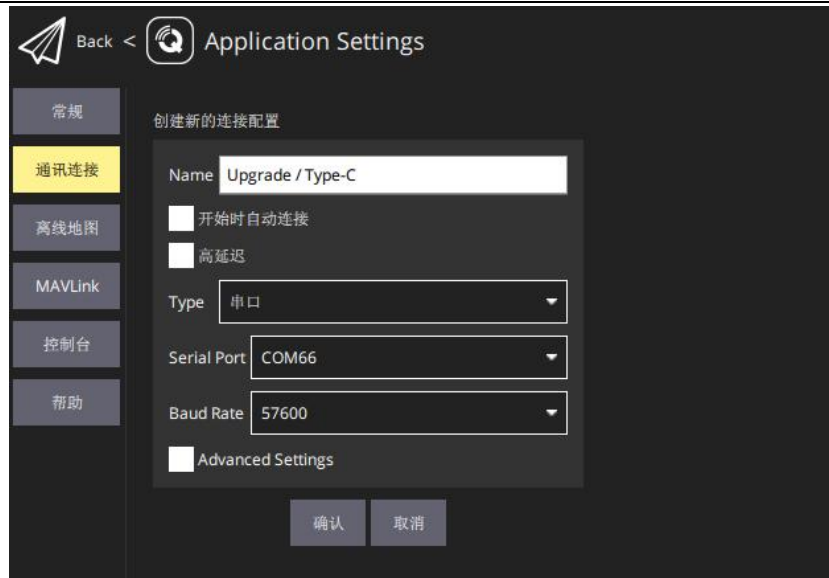 Back < Application Settings
常规
通讯连接
离线地图
MAVLink
控制台
帮助
创建新的连接配置
Name Upgrade / Type-C
开始时自动连接
高延迟
Type 串口
Serial Port COM66
Baud Rate 57600
Advanced Settings
确认 取消